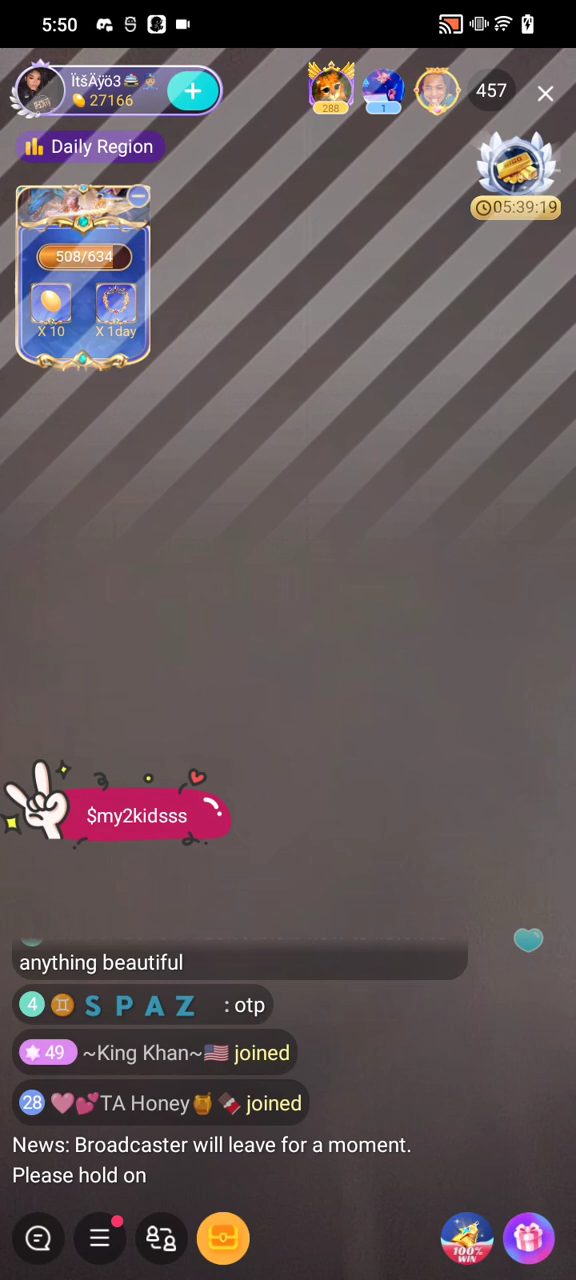 5:50
ÏtšÄÿö3
27166
288
1
457
Daily Region
05:39:19
508/634
X 10
X 1day
$my2kidsss
anything beautiful
4 S P A Z : otp
49 ~King Khan~ joined
28 TA Honey joined
News: Broadcaster will leave for a moment.
Please hold on
100%
WIN